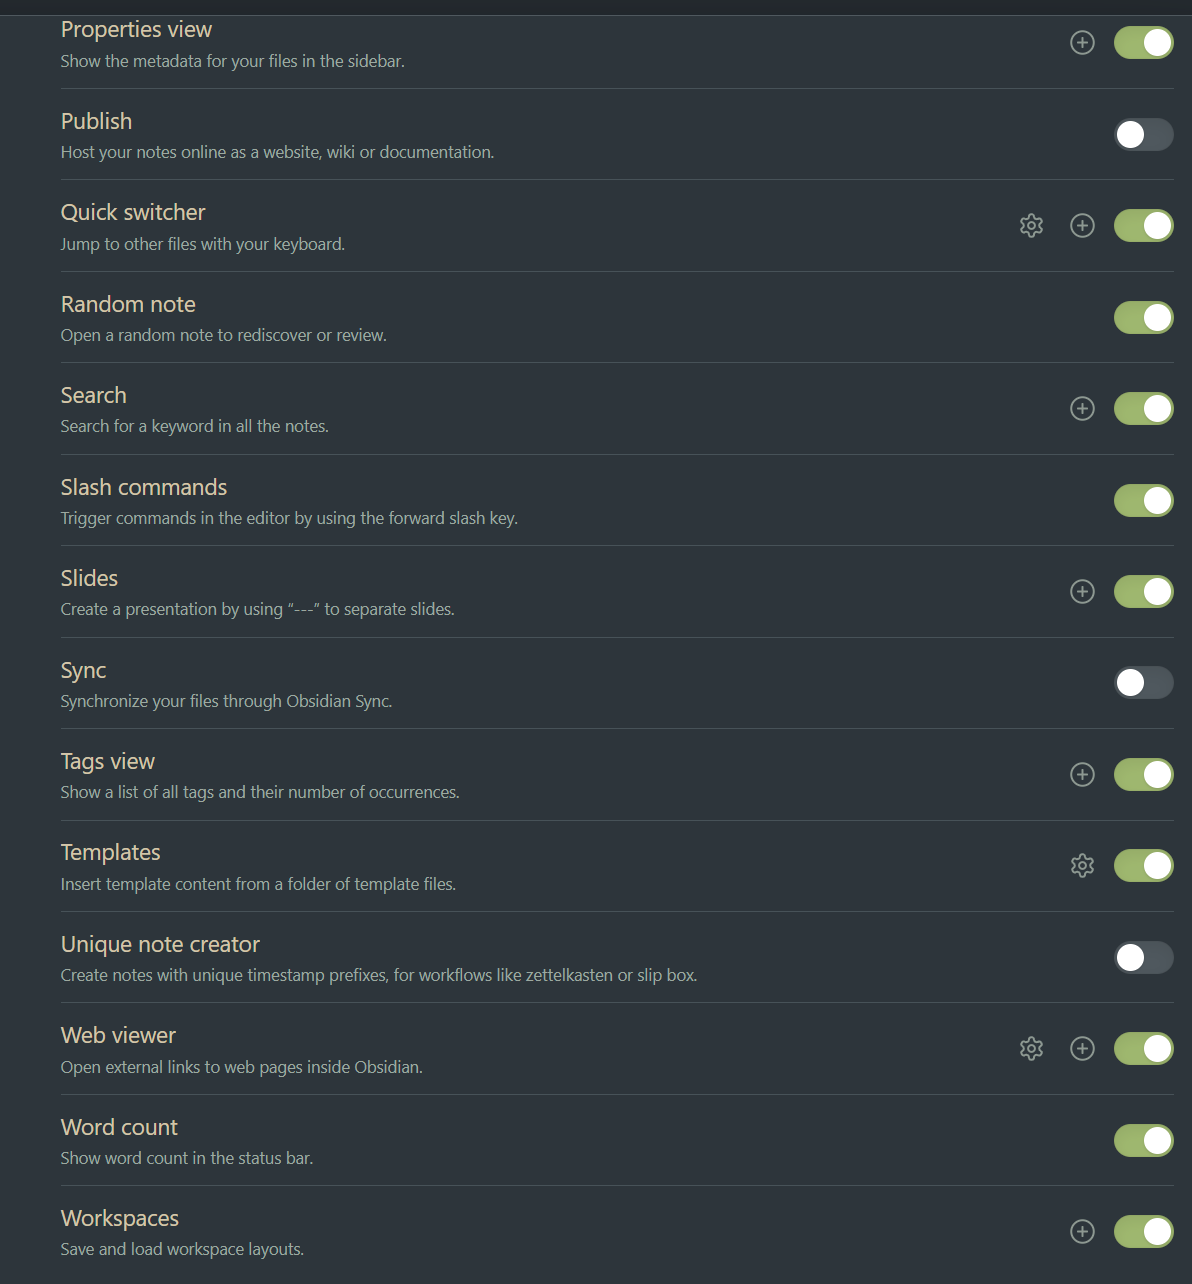 Properties view
Show the metadata for your files in the sidebar.
Publish
Host your notes online as a website, wiki or documentation.
Quick switcher
Jump to other files with your keyboard.
Random note
Open a random note to rediscover or review.
Search
Search for a keyword in all the notes.
Slash commands
Trigger commands in the editor by using the forward slash key.
Slides
Create a presentation by using “---” to separate slides.
Sync
Synchronize your files through Obsidian Sync.
Tags view
Show a list of all tags and their number of occurrences.
Templates
Insert template content from a folder of template files.
Unique note creator
Create notes with unique timestamp prefixes, for workflows like zettelkasten or slip box.
Web viewer
Open external links to web pages inside Obsidian.
Word count
Show word count in the status bar.
Workspaces
Save and load workspace layouts.